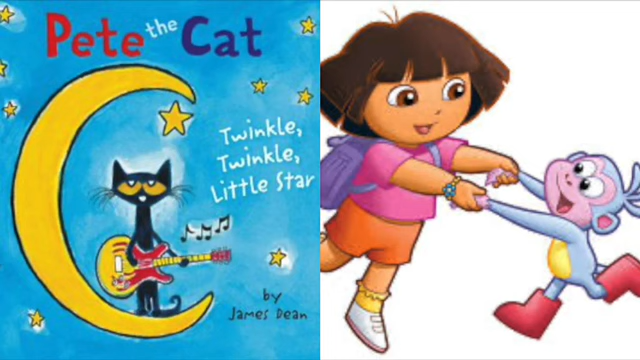 Pete the Cat
Twinkle,
Twinkle,
Little Star
by
James Dean